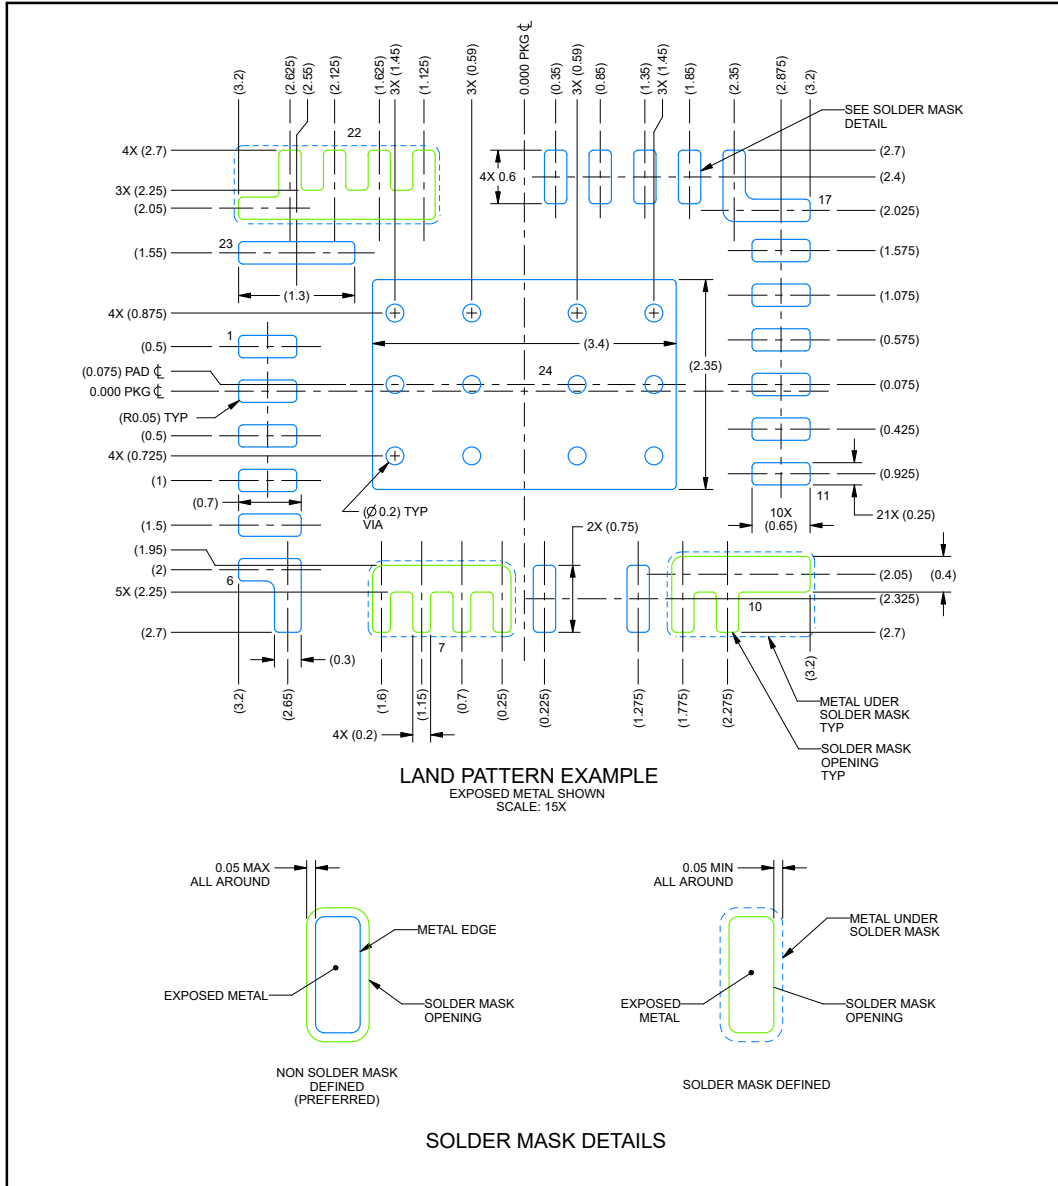 (3.2)
(2.625)
(2.55)
(2.125)
(1.625)
3X (1.45)
(1.125)
3X (0.59)
0.000 PKG ℄
(0.35)
3X (0.59)
(0.85)
(1.35)
3X (1.45)
(1.85)
(2.35)
(2.875)
(3.2)
SEE SOLDER MASK
DETAIL
22
4X (2.7)
4X 0.6
(2.7)
(2.4)
3X (2.25)
(2.05)
17
(2.025)
23
(1.55)
(1.575)
(1.3)
(1.075)
4X (0.875)
(0.575)
1
(0.5)
(3.4)
(2.35)
(0.075) PAD ℄
24
(0.075)
0.000 PKG ℄
(R0.05) TYP
(0.5)
(0.425)
4X (0.725)
(1)
(0.925)
(0.7)
11
(Ø 0.2) TYP
VIA
10X
(0.65)
21X (0.25)
(1.5)
2X (0.75)
(1.95)
(2)
6
(2.05)
(0.4)
5X (2.25)
10
(2.325)
(2.7)
7
(2.7)
(0.3)
(3.2)
(3.2)
(2.65)
(1.6)
(1.15)
(0.7)
(0.25)
(0.225)
(1.275)
(1.775)
(2.275)
4X (0.2)
METAL UDER
SOLDER MASK
TYP
SOLDER MASK
OPENING
TYP
LAND PATTERN EXAMPLE
EXPOSED METAL SHOWN
SCALE: 15X
0.05 MAX
ALL AROUND
METAL EDGE
EXPOSED METAL
SOLDER MASK
OPENING
NON SOLDER MASK
DEFINED
(PREFERRED)
0.05 MIN
ALL AROUND
METAL UNDER
SOLDER MASK
EXPOSED
METAL
SOLDER MASK
OPENING
SOLDER MASK DEFINED
SOLDER MASK DETAILS